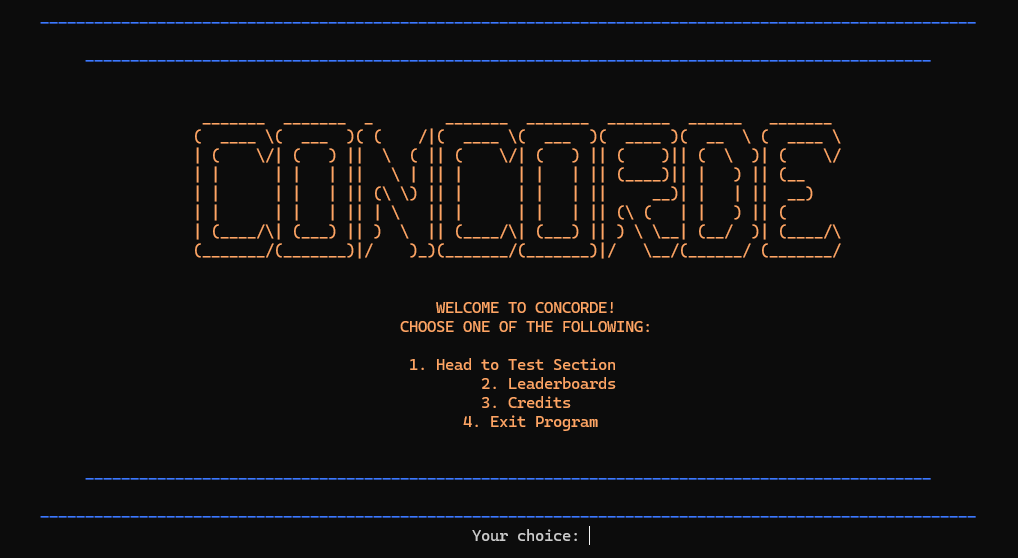 CONCORDE
WELCOME TO CONCORDE!
CHOOSE ONE OF THE FOLLOWING:
1. Head to Test Section
2. Leaderboards
3. Credits
4. Exit Program
Your choice: